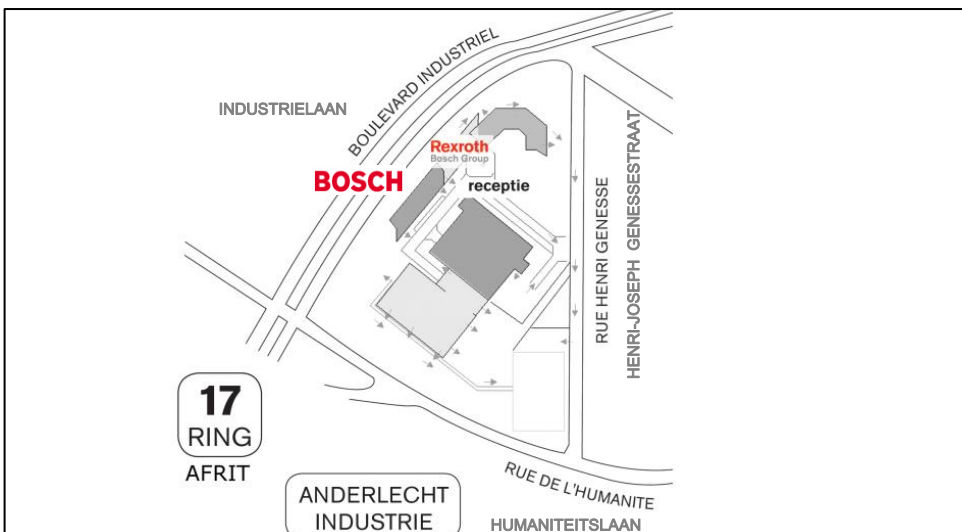 BOULEVARD INDUSTRIEL
INDUSTRIELAAN
Rexroth
Bosch Group
BOSCH
receptie
RUE HENRI GENESSE
HENRI-JOSEPH GENESSESTRAAT
17
RING
AFRIT
ANDERLECHT
INDUSTRIE
RUE DE L'HUMANITE
HUMANITEITSLAAN